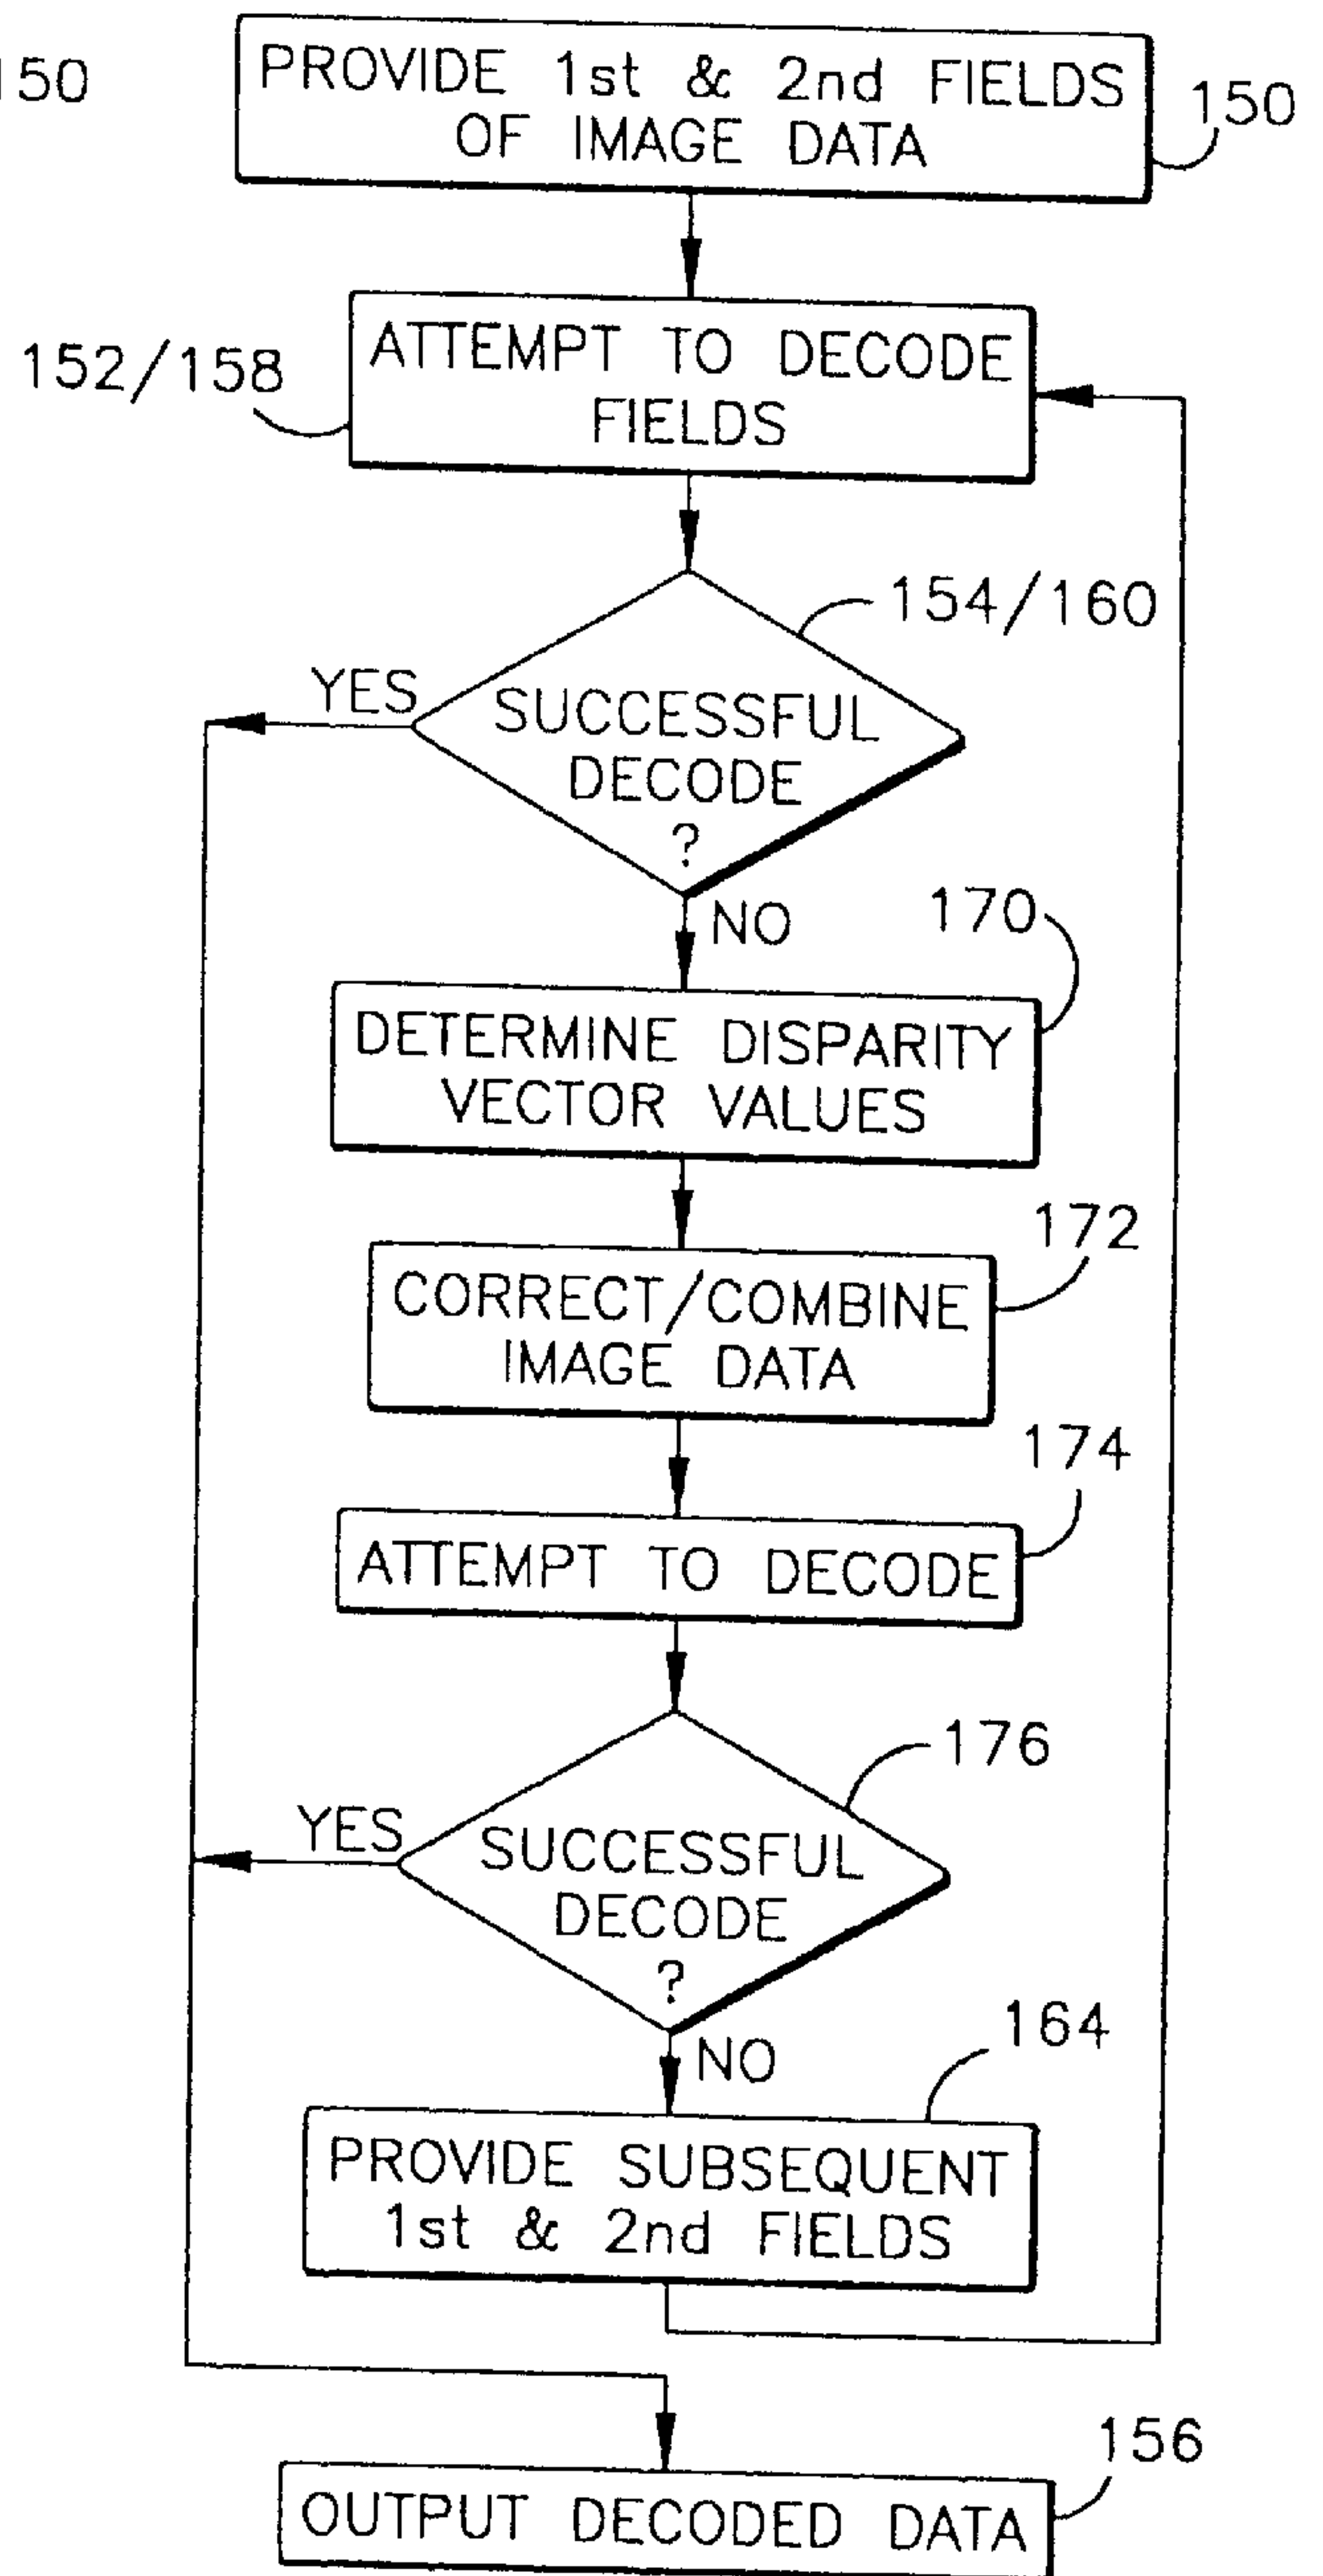 150
PROVIDE 1st & 2nd FIELDS
OF IMAGE DATA
150
ATTEMPT TO DECODE
FIELDS
152/158
154/160
YES
SUCCESSFUL
DECODE
?
NO
170
DETERMINE DISPARITY
VECTOR VALUES
172
CORRECT/COMBINE
IMAGE DATA
174
ATTEMPT TO DECODE
176
YES
SUCCESSFUL
DECODE
?
NO
164
PROVIDE SUBSEQUENT
1st & 2nd FIELDS
156
OUTPUT DECODED DATA